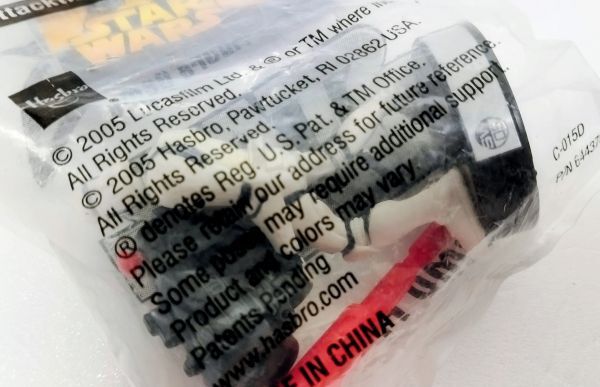 STAR
WARS
Hasbro
© 2005 Lucasfilm Ltd. & ® or TM where
All Rights Reserved.
© 2005 Hasbro, Pawtucket, RI 02862 USA.
All Rights Reserved.
® denotes Reg. U.S. Pat. & TM Office.
Please retain our address for future reference.
Some poses may require additional support.
Product and colors may vary.
Patents Pending
www.hasbro.com
E IN CHINA
C-015D
P/N 64437